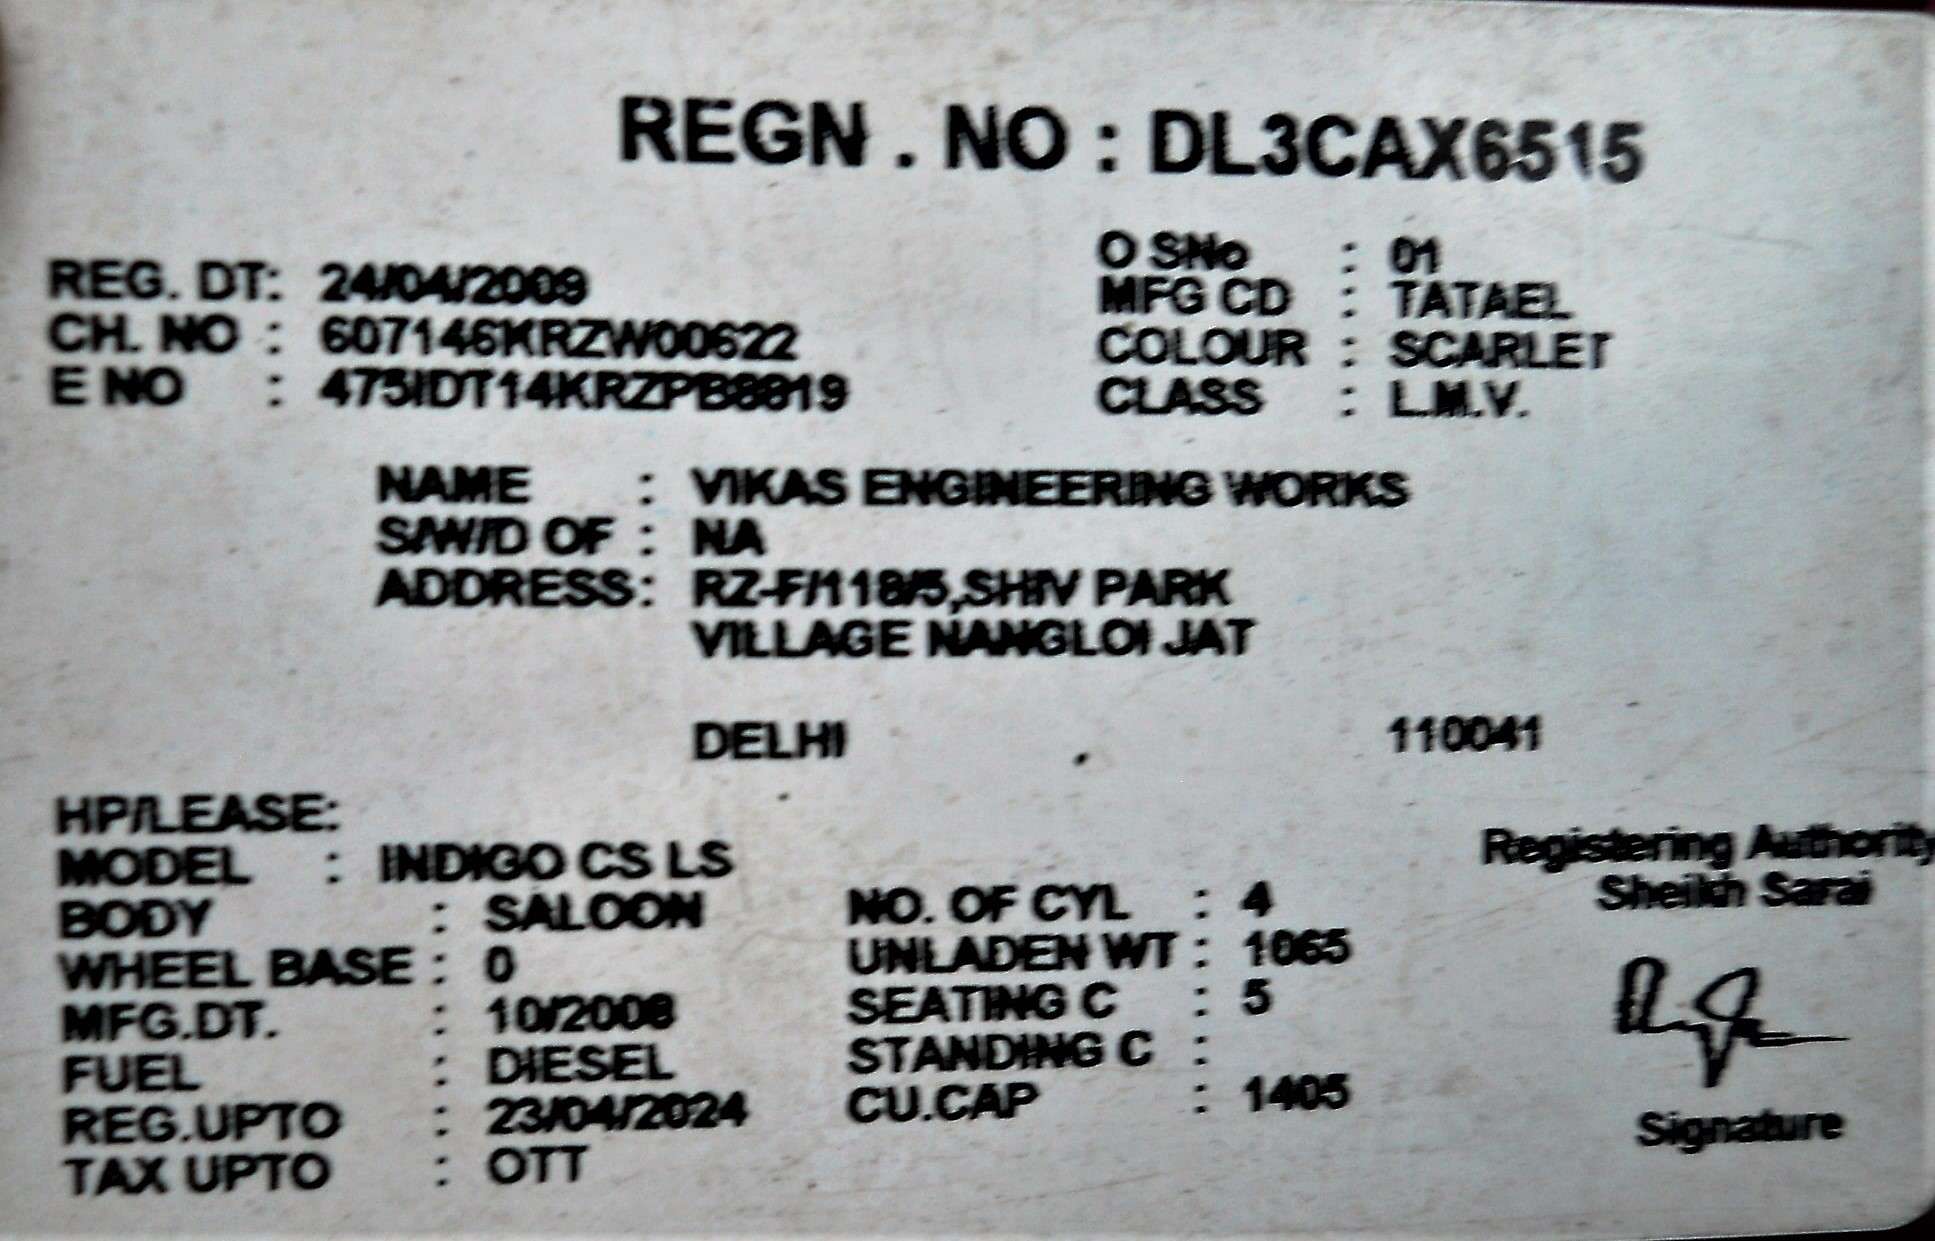 REGN . NO : DL3CAX6515
REG. DT: 24/04/2009
CH. NO : 607146KRZW00622
E NO : 475IDT14KRZPB8819
O SNo : 01
MFG CD : TATAEL
COLOUR : SCARLET
CLASS : L.M.V.
NAME : VIKAS ENGINEERING WORKS
S/W/D OF : NA
ADDRESS: RZ-F/118/5,SHIV PARK
VILLAGE NANGLOI JAT
DELHI 110041
HP/LEASE:
MODEL : INDIGO CS LS
BODY : SALOON
WHEEL BASE : 0
MFG.DT. : 10/2008
FUEL : DIESEL
REG.UPTO : 23/04/2024
TAX UPTO : OTT
NO. OF CYL : 4
UNLADEN WT : 1065
SEATING C : 5
STANDING C :
CU.CAP : 1405
Registering Authority
Sheikh Sarai
Signature